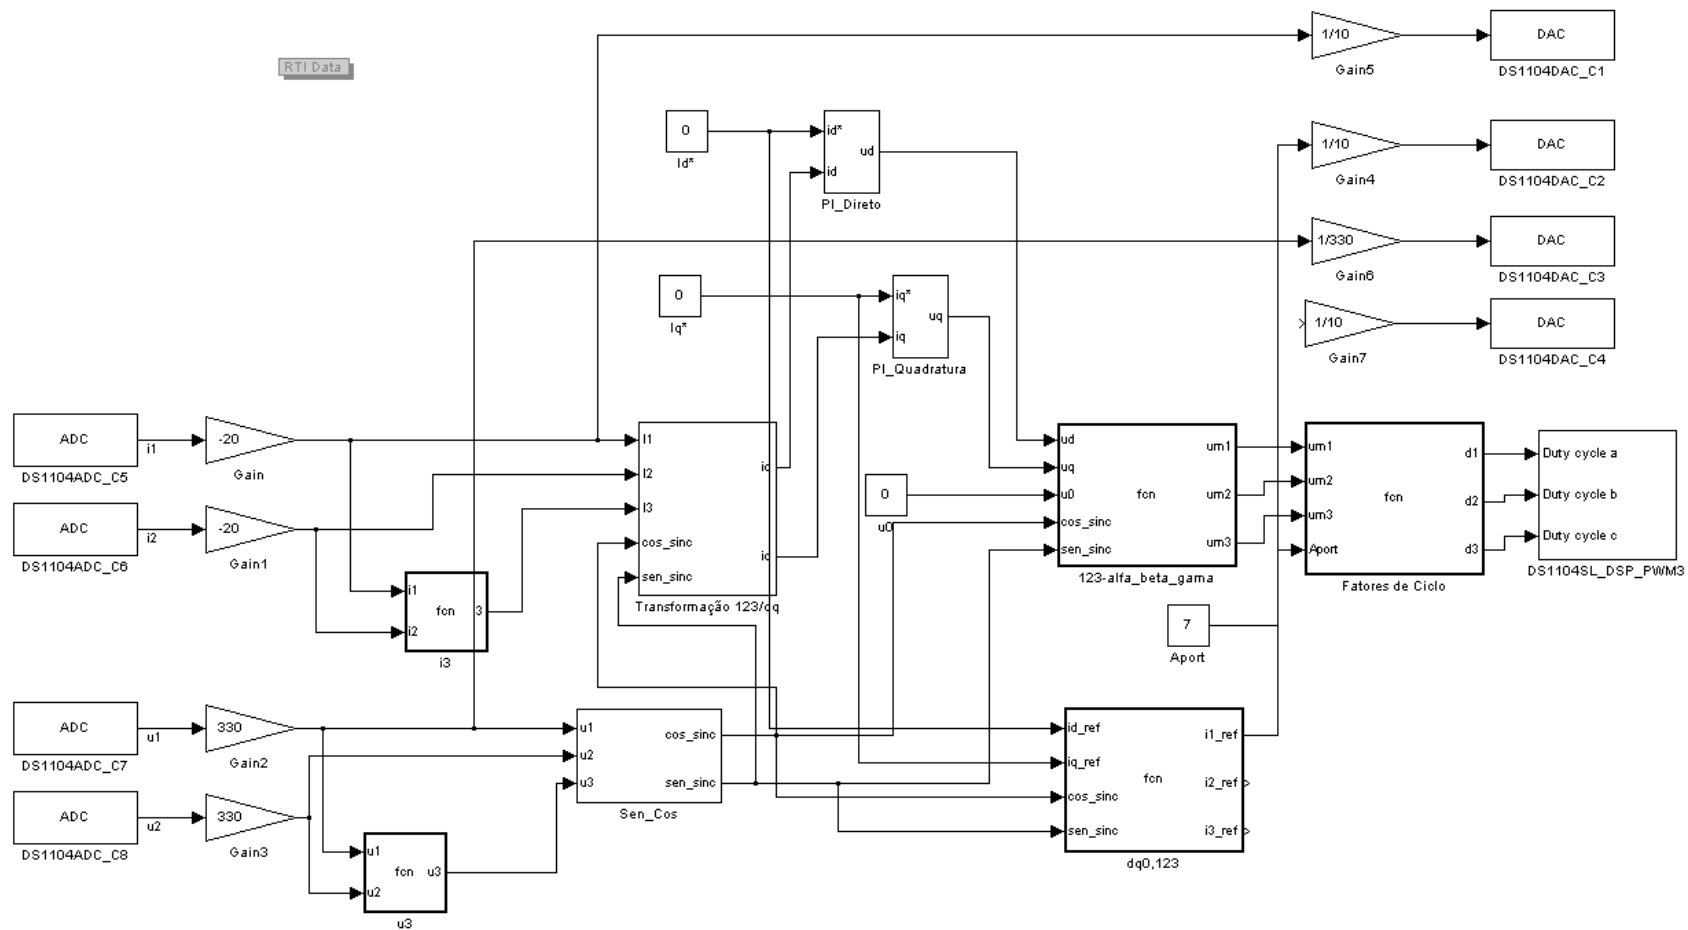 RTI Data
1/10
Gain5
DAC
DS1104DAC_C1
0
Id*
id*
id
ud
PI_Direto
1/10
Gain4
DAC
DS1104DAC_C2
1/330
Gain6
DAC
DS1104DAC_C3
0
Iq*
iq*
iq
uq
PI_Quadratura
1/10
Gain7
DAC
DS1104DAC_C4
ADC
DS1104ADC_C5
i1
-20
Gain
ADC
DS1104ADC_C6
i2
-20
Gain1
i1
i2
fcn
3
i3
I1
I2
I3
cos_sinc
sen_sinc
Transformação 123/dq
0
u0
ud
uq
u0
cos_sinc
sen_sinc
fcn
um1
um2
um3
123-alfa_beta_gama
um1
um2
um3
Aport
fcn
d1
d2
d3
Fatores de Ciclo
Duty cycle a
Duty cycle b
Duty cycle c
DS1104SL_DSP_PWM3
7
Aport
ADC
DS1104ADC_C7
u1
330
Gain2
ADC
DS1104ADC_C8
u2
330
Gain3
u1
u2
fcn
u3
u3
u1
u2
u3
cos_sinc
sen_sinc
Sen_Cos
id_ref
iq_ref
cos_sinc
sen_sinc
fcn
i1_ref
i2_ref
i3_ref
dq0,123